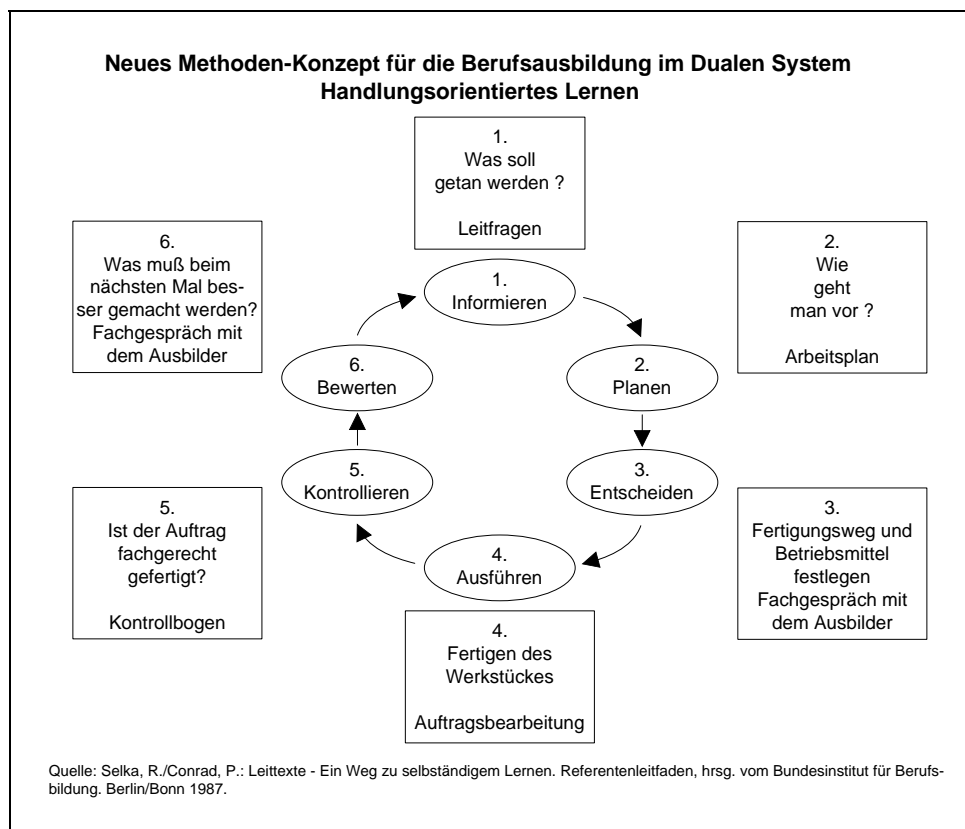 Neues Methoden-Konzept für die Berufsausbildung im Dualen System
Handlungsorientiertes Lernen
1.
Was soll
getan werden ?
Leitfragen
6.
Was muß beim
nächsten Mal bes-
ser gemacht werden?
Fachgespräch mit
dem Ausbilder
2.
Wie
geht
man vor ?
Arbeitsplan
1.
Informieren
6.
Bewerten
2.
Planen
5.
Kontrollieren
3.
Entscheiden
5.
Ist der Auftrag
fachgerecht
gefertigt?
Kontrollbogen
3.
Fertigungsweg und
Betriebsmittel
festlegen
Fachgespräch mit
dem Ausbilder
4.
Ausführen
4.
Fertigen des
Werkstückes
Auftragsbearbeitung
Quelle: Selka, R./Conrad, P.: Leittexte - Ein Weg zu selbständigem Lernen. Referentenleitfaden, hrsg. vom Bundesinstitut für Berufs-
bildung. Berlin/Bonn 1987.